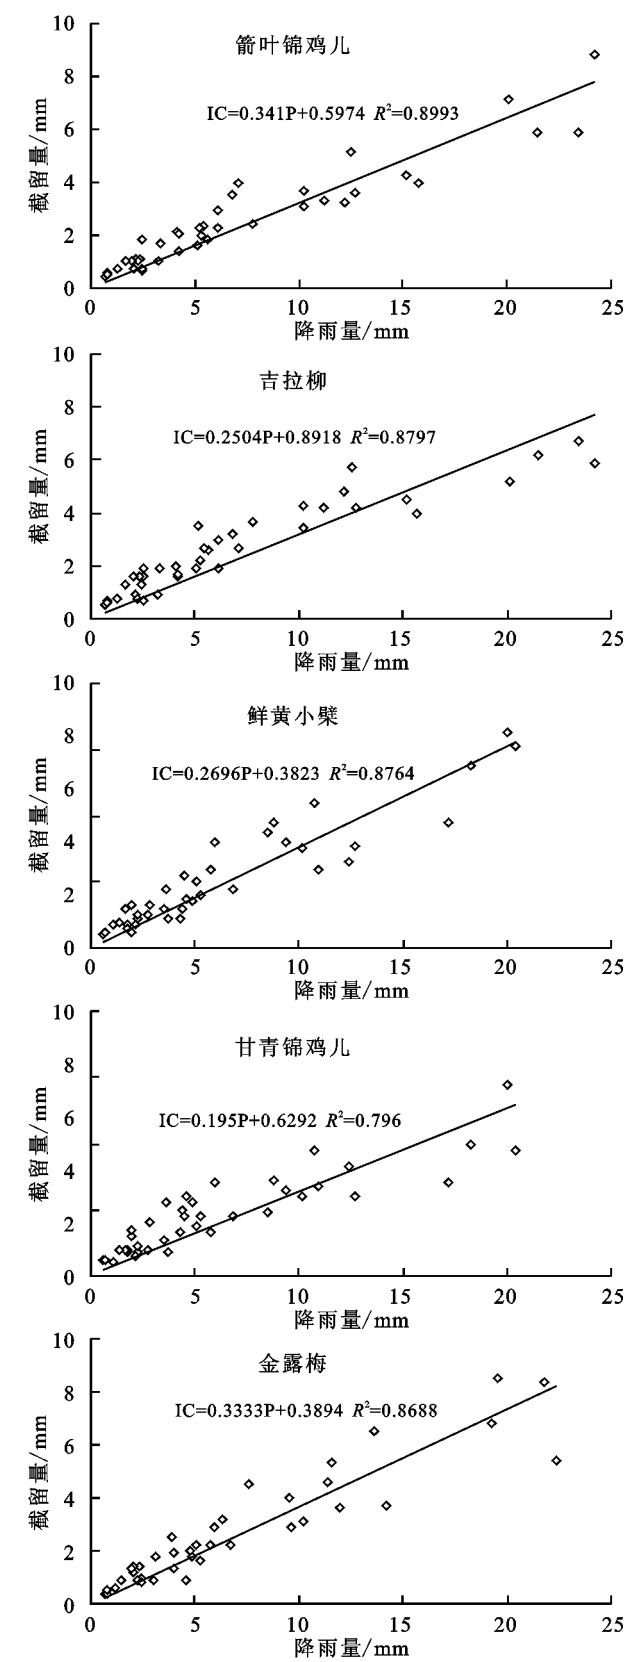 10
箭叶锦鸡儿
8
IC=0.341P+0.5974 R²=0.8993
6
截留量/mm
4
2
0
0 5 10 15 20 25
降雨量/mm
10
吉拉柳
8
IC=0.2504P+0.8918 R²=0.8797
6
截留量/mm
4
2
0
0 5 10 15 20 25
降雨量/mm
10
鲜黄小檗
8
IC=0.2696P+0.3823 R²=0.8764
6
截留量/mm
4
2
0
0 5 10 15 20 25
降雨量/mm
10
甘青锦鸡儿
8
IC=0.195P+0.6292 R²=0.796
6
截留量/mm
4
2
0
0 5 10 15 20 25
降雨量/mm
10
金露梅
8
IC=0.3333P+0.3894 R²=0.8688
6
截留量/mm
4
2
0
0 5 10 15 20 25
降雨量/mm